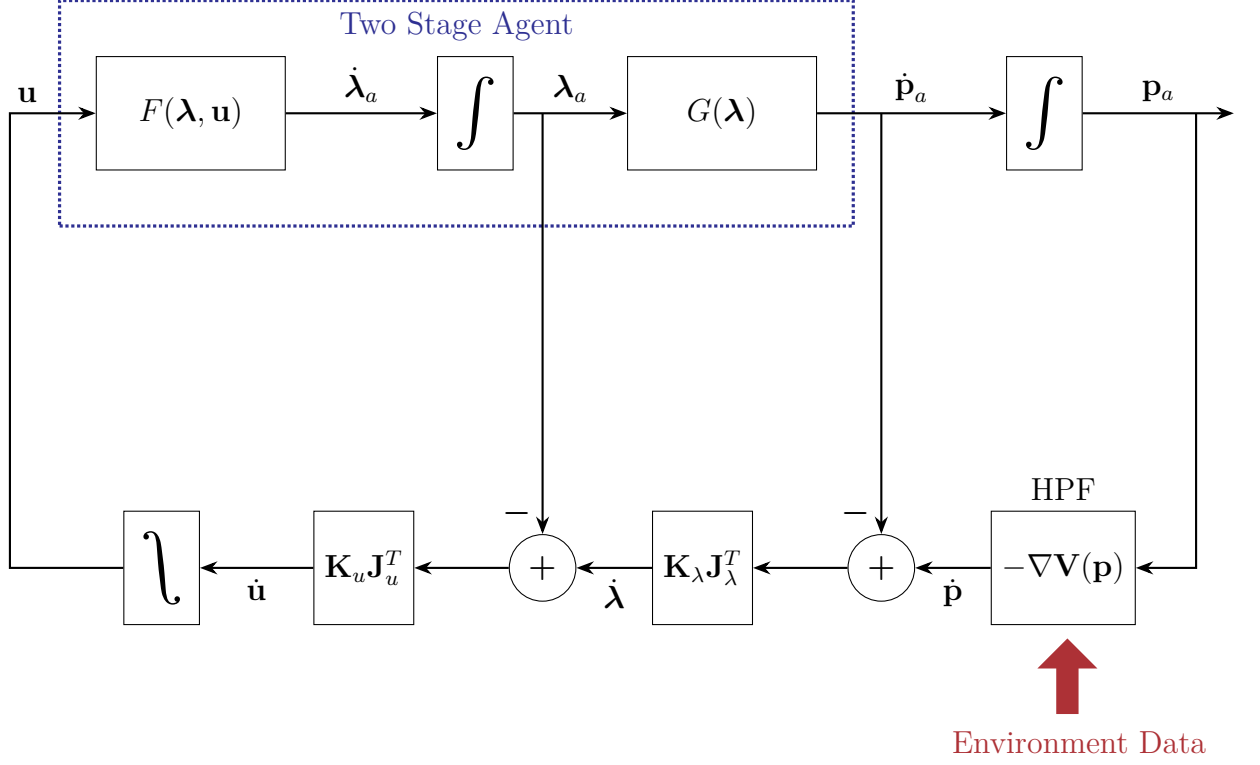 Two Stage Agent
u
F(λ, u)
λ̇ₐ
∫
λₐ
G(λ)
ṗₐ
∫
pₐ
HPF
−∇V(p)
ṗ
−
+
K_λ J_λ^T
λ̇
−
+
K_u J_u^T
u̇
∫
Environment Data